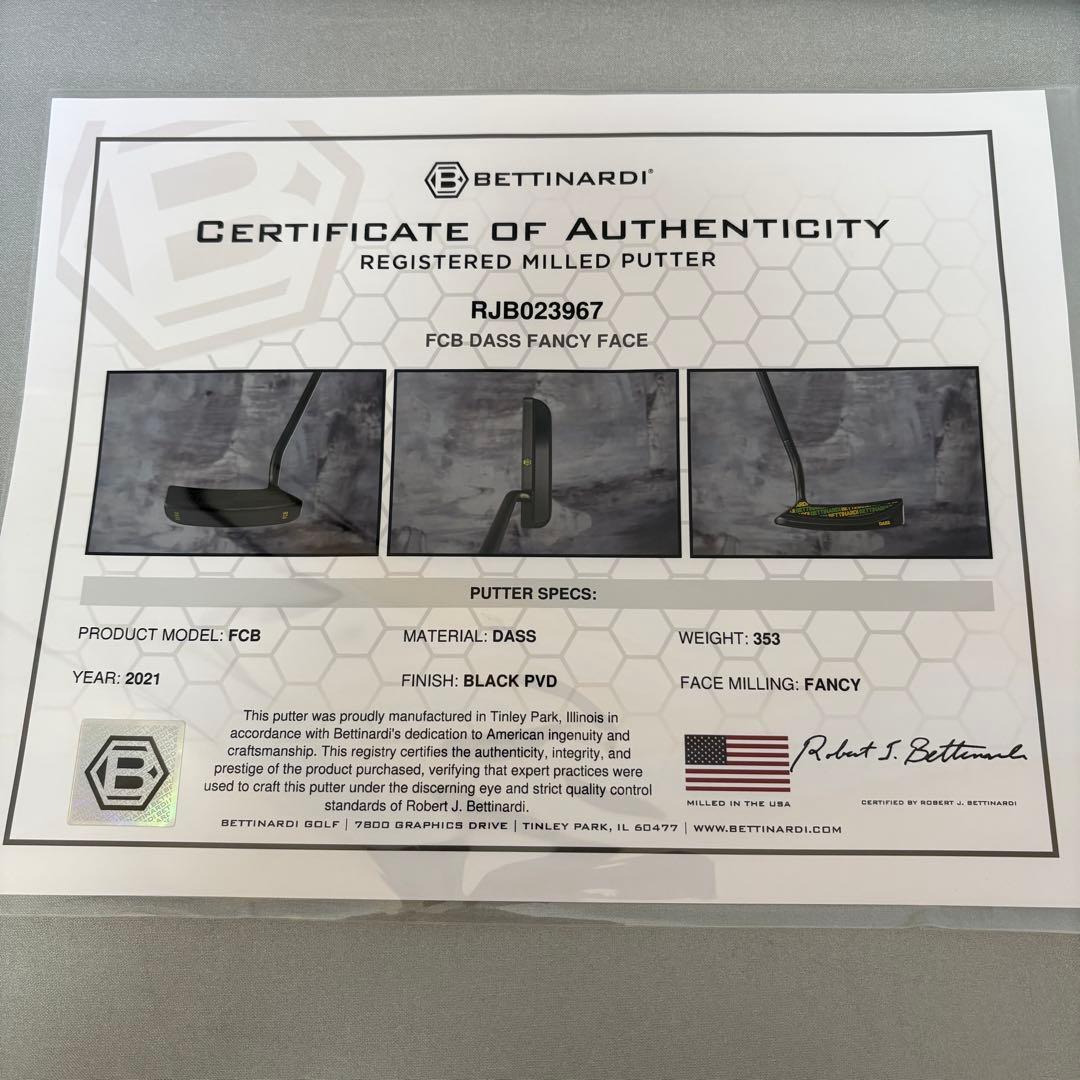 BETTINARDI®
CERTIFICATE OF AUTHENTICITY
REGISTERED MILLED PUTTER
RJB023967
FCB DASS FANCY FACE
FCB
BETTINARDI
BETTINARDI
DASS
PUTTER SPECS:
PRODUCT MODEL: FCB MATERIAL: DASS WEIGHT: 353
YEAR: 2021 FINISH: BLACK PVD FACE MILLING: FANCY
This putter was proudly manufactured in Tinley Park, Illinois in
accordance with Bettinardi's dedication to American ingenuity and
craftsmanship. This registry certifies the authenticity, integrity, and
prestige of the product purchased, verifying that expert practices were
used to craft this putter under the discerning eye and strict quality control
standards of Robert J. Bettinardi.
Robert J. Bettinardi
MILLED IN THE USA
CERTIFIED BY ROBERT J. BETTINARDI
BETTINARDI GOLF | 7800 GRAPHICS DRIVE | TINLEY PARK, IL 60477 | WWW.BETTINARDI.COM